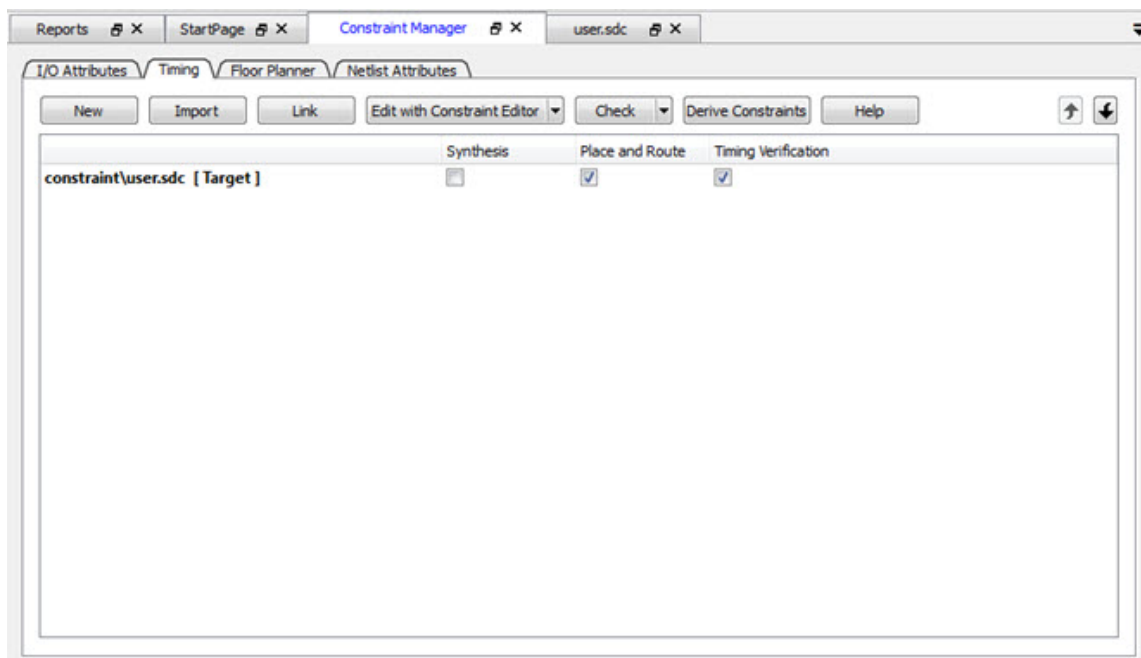 Reports StartPage Constraint Manager user.sdc
I/O Attributes Timing Floor Planner Netlist Attributes
New Import Link Edit with Constraint Editor Check Derive Constraints Help
Synthesis Place and Route Timing Verification
constraint\user.sdc [ Target ]